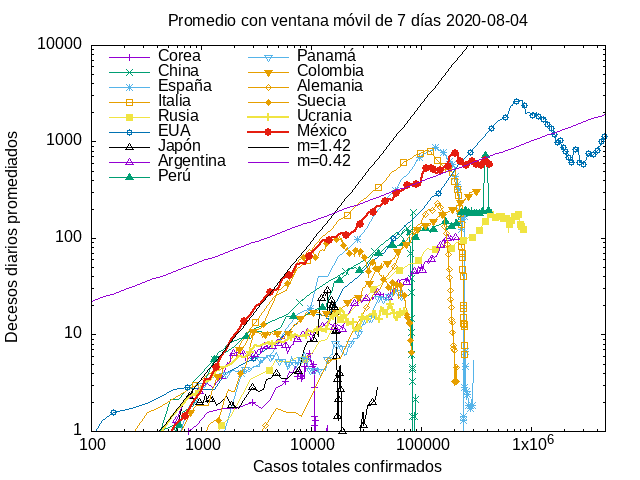 Promedio con ventana móvil de 7 días 2020-08-04
10000
1000
100
10
1
Decesos diarios promediados
Corea
China
España
Italia
Rusia
EUA
Japón
Argentina
Perú
Panamá
Colombia
Alemania
Suecia
Ucrania
México
m=1.42
m=0.42
100 1000 10000 100000 1x10⁶
Casos totales confirmados